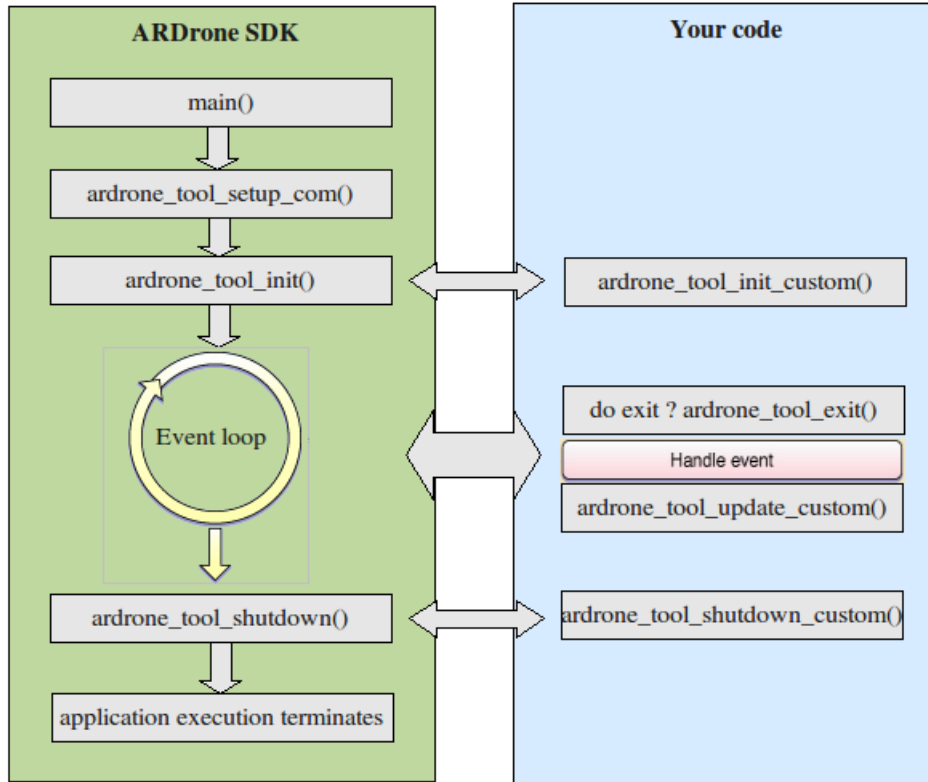 ARDrone SDK
main()
ardrone_tool_setup_com()
ardrone_tool_init()
Event loop
ardrone_tool_shutdown()
application execution terminates
Your code
ardrone_tool_init_custom()
do exit ? ardrone_tool_exit()
Handle event
ardrone_tool_update_custom()
ardrone_tool_shutdown_custom()